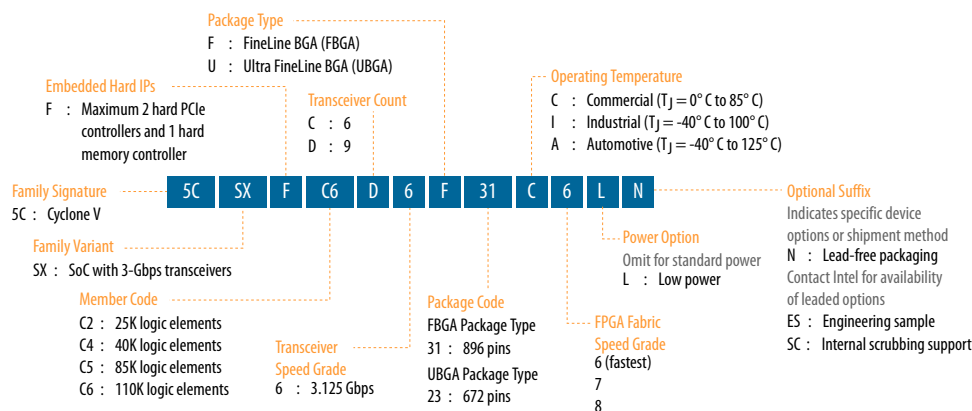 Package Type
F : FineLine BGA (FBGA)
U : Ultra FineLine BGA (UBGA)
Embedded Hard IPs
F : Maximum 2 hard PCIe
controllers and 1 hard
memory controller
Transceiver Count
C : 6
D : 9
Operating Temperature
C : Commercial (TJ = 0° C to 85° C)
I : Industrial (TJ = -40° C to 100° C)
A : Automotive (TJ = -40° C to 125° C)
Family Signature
5C : Cyclone V
5C SX F C6 D 6 F 31 C 6 L N
Optional Suffix
Indicates specific device
options or shipment method
N : Lead-free packaging
Contact Intel for availability
of leaded options
ES : Engineering sample
SC : Internal scrubbing support
Family Variant
SX : SoC with 3-Gbps transceivers
Power Option
Omit for standard power
L : Low power
Member Code
C2 : 25K logic elements
C4 : 40K logic elements
C5 : 85K logic elements
C6 : 110K logic elements
Transceiver
Speed Grade
6 : 3.125 Gbps
Package Code
FBGA Package Type
31 : 896 pins
UBGA Package Type
23 : 672 pins
FPGA Fabric
Speed Grade
6 (fastest)
7
8